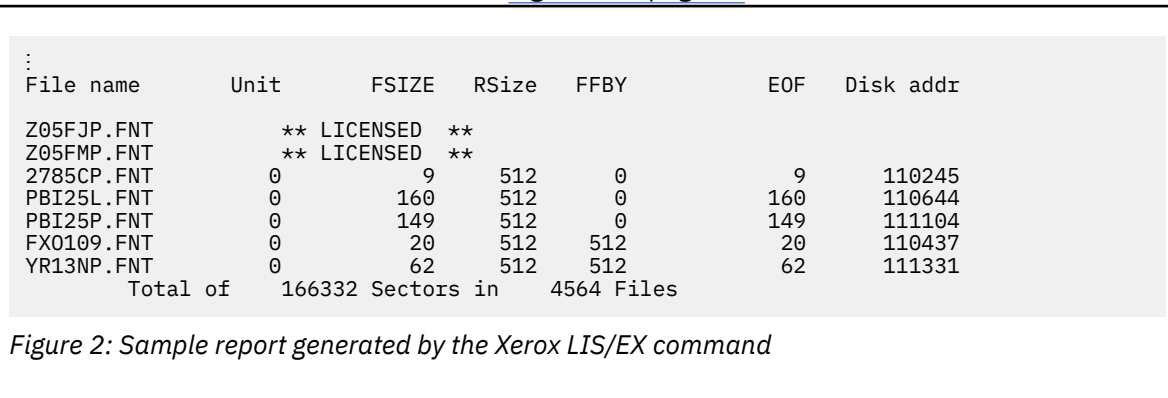 ⋮
File name       Unit       FSIZE   RSize   FFBY           EOF   Disk addr
Z05FJP.FNT          ** LICENSED  **
Z05FMP.FNT          ** LICENSED  **
2785CP.FNT         0           9     512      0             9      110245
PBI25L.FNT         0         160     512      0           160      110644
PBI25P.FNT         0         149     512      0           149      111104
FXO109.FNT         0          20     512    512            20      110437
YR13NP.FNT         0          62     512    512            62      111331
        Total of    166332 Sectors in    4564 Files
Figure 2: Sample report generated by the Xerox LIS/EX command